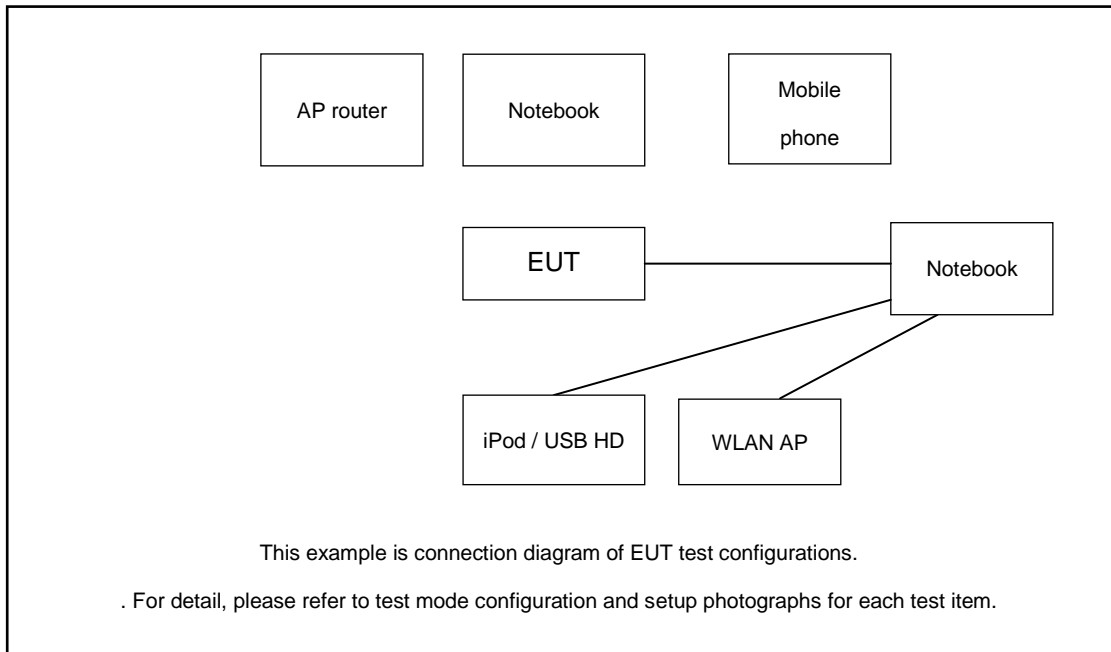 AP router
Notebook
Mobile
phone
EUT
Notebook
iPod / USB HD
WLAN AP
This example is connection diagram of EUT test configurations.
. For detail, please refer to test mode configuration and setup photographs for each test item.